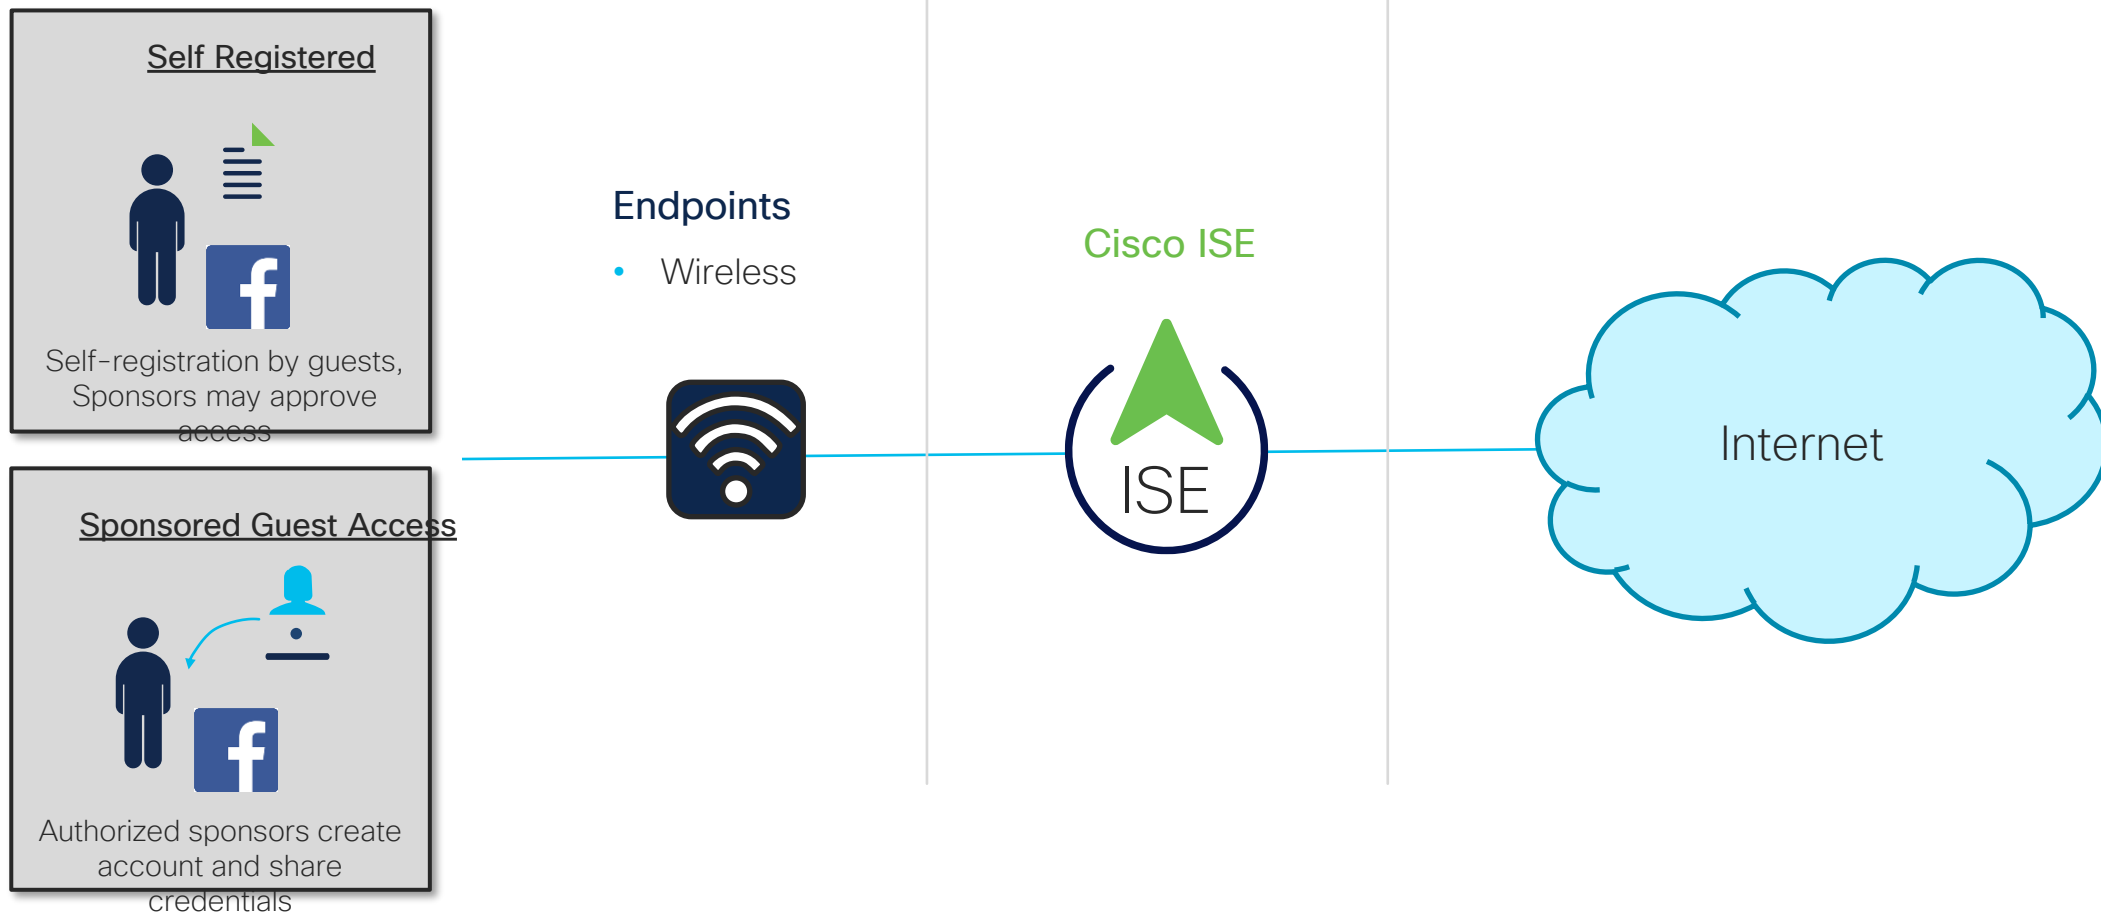 Self Registered
Self-registration by guests,
Sponsors may approve
access
Sponsored Guest Access
Authorized sponsors create
account and share
credentials
Endpoints
• Wireless
Cisco ISE
ISE
Internet